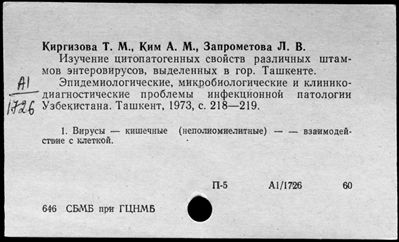 Киргизова Т. М., Ким А. М., Запрометова Л. В.
Изучение цитопатогенных свойств различных штам-
мов энтеровирусов, выделенных в гор. Ташкенте.
А1
1726
Эпидемиологические, микробиологические и клинико-
диагностические проблемы инфекционной патологии
Узбекистана. Ташкент, 1973, с. 218—219.
1. Вирусы — кишечные (неполиомиелитные) — — взаимодей-
ствие с клеткой.
П-5 А1/1726 60
646 СБМБ при ГЦНМБ